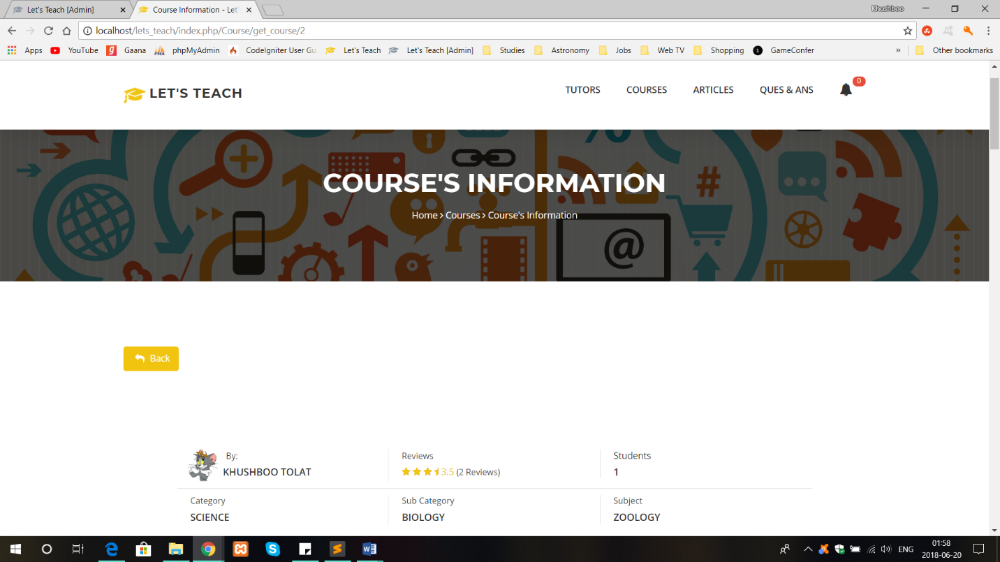 Let's Teach [Admin]
Course Information - Let'
Khushboo
localhost/lets_teach/index.php/Course/get_course/2
Apps YouTube Gaana phpMyAdmin CodeIgniter User Gu Let's Teach Let's Teach [Admin] Studies Astronomy Jobs Web TV Shopping GameConfer » Other bookmarks
LET'S TEACH
TUTORS COURSES ARTICLES QUES & ANS 0
COURSE'S INFORMATION
Home > Courses > Course's Information
Back
By:
KHUSHBOO TOLAT
Reviews
3.5 (2 Reviews)
Students
1
Category
SCIENCE
Sub Category
BIOLOGY
Subject
ZOOLOGY
ENG
01:58
2018-06-20